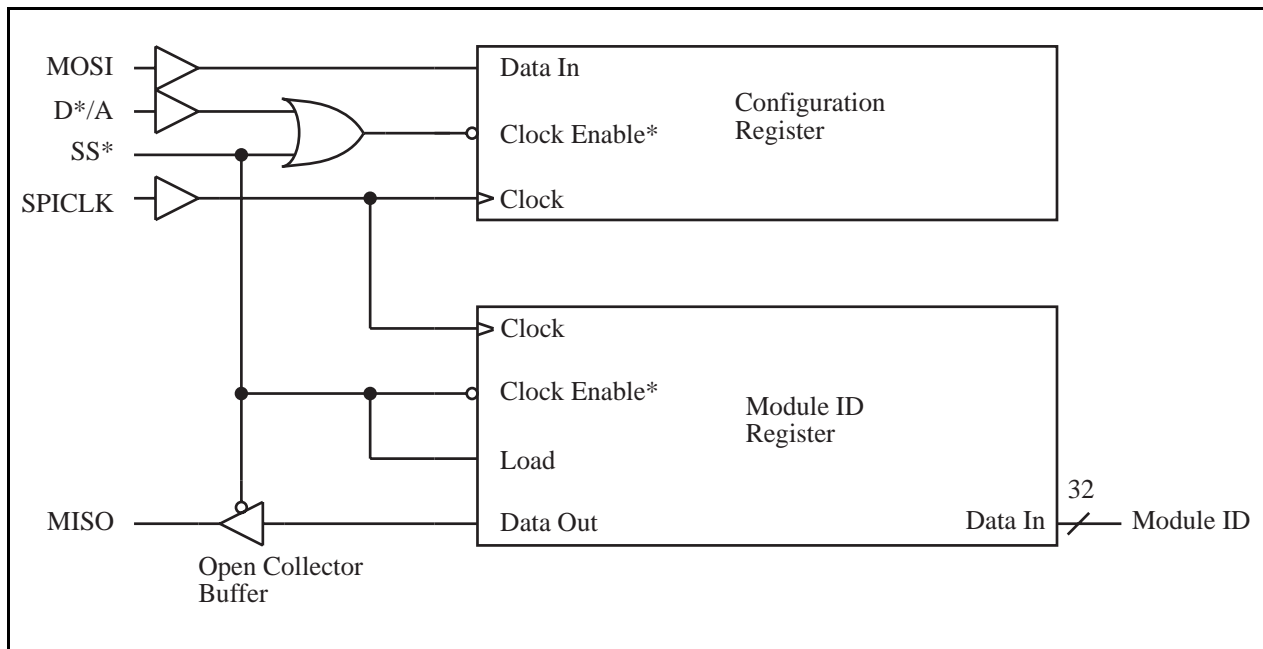 MOSI
D*/A
SS*
SPICLK
Data In
Clock Enable*
Clock
Configuration
Register
Clock
Clock Enable*
Load
Data Out
Module ID
Register
Data In
32
Module ID
MISO
Open Collector
Buffer